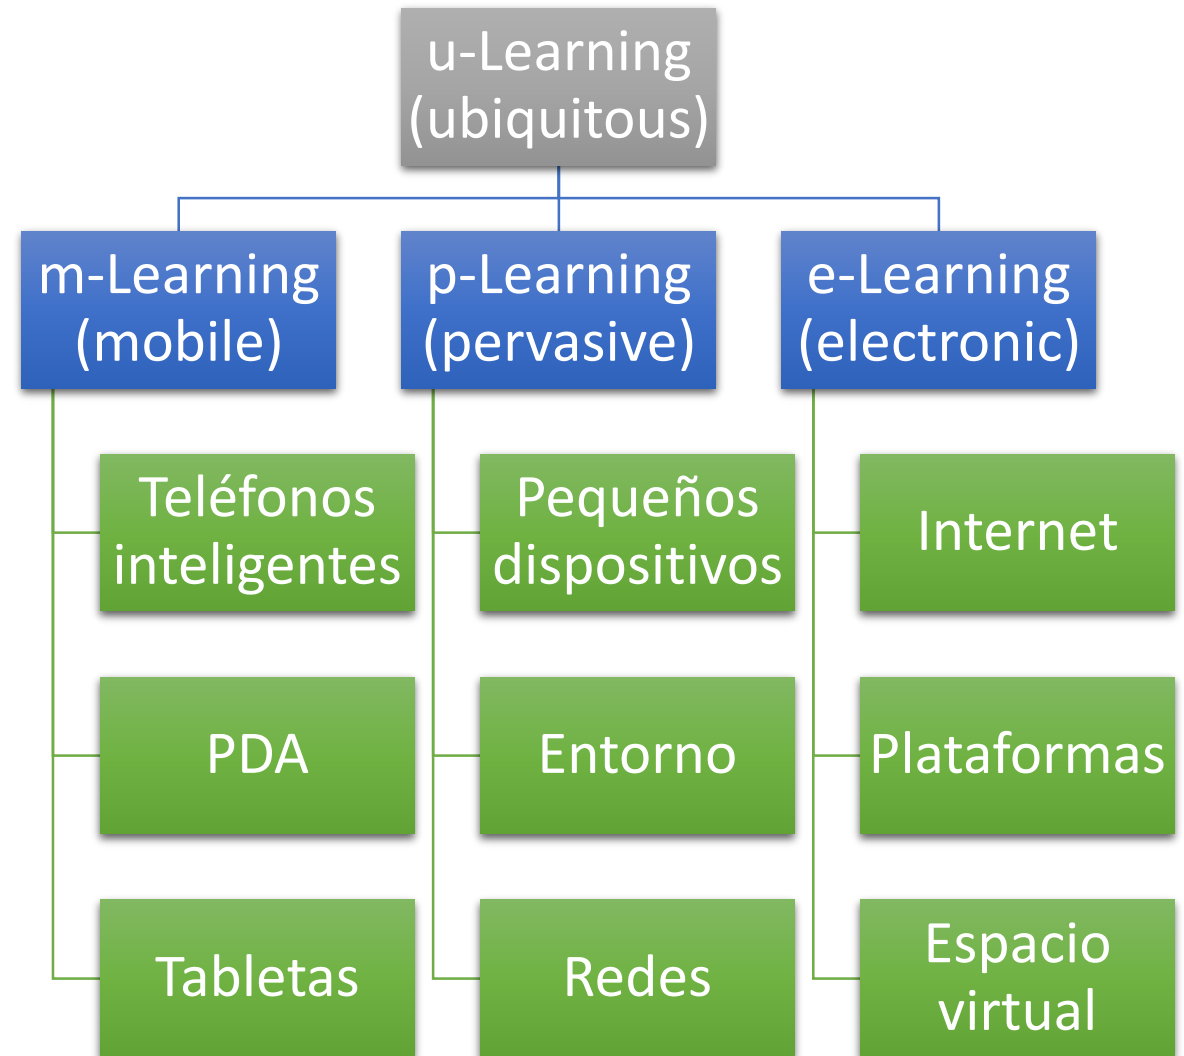 u-Learning
(ubiquitous)
m-Learning
(mobile)
p-Learning
(pervasive)
e-Learning
(electronic)
Teléfonos
inteligentes
Pequeños
dispositivos
Internet
PDA
Entorno
Plataformas
Tabletas
Redes
Espacio
virtual